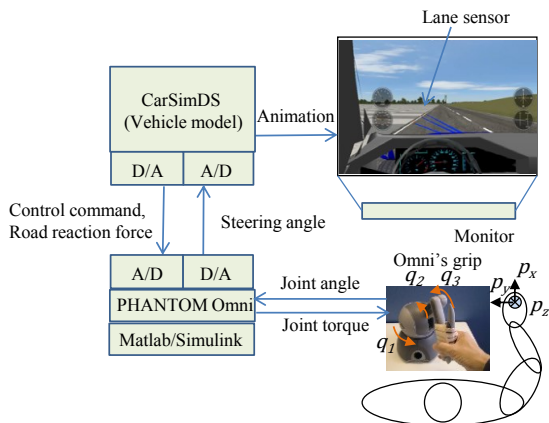 Lane sensor
CarSimDS
(Vehicle model)
Animation
D/A
A/D
Control command,
Road reaction force
Steering angle
Monitor
A/D
D/A
Omni's grip
PHANTOM Omni
Matlab/Simulink
Joint angle
Joint torque
q2
q3
q1
px
py
pz